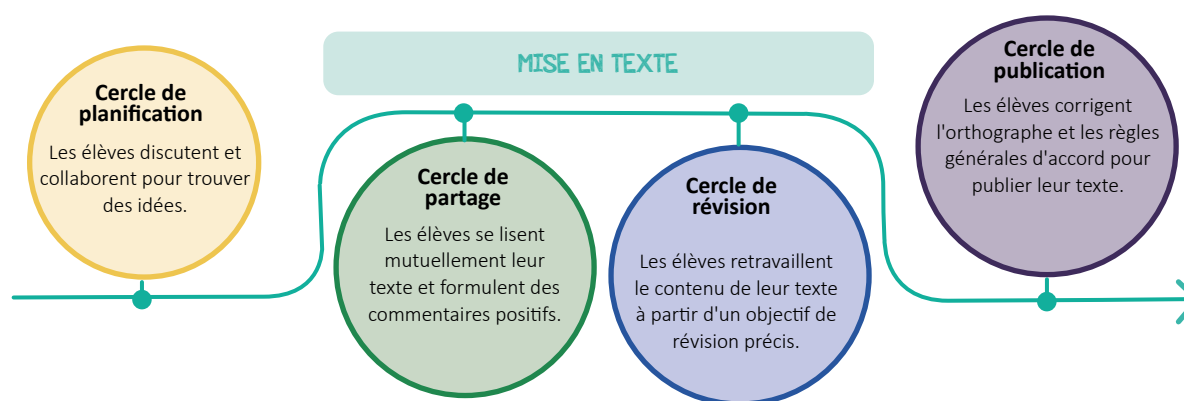 Cercle de
planification
Les élèves discutent et
collaborent pour trouver
des idées.
MISE EN TEXTE
Cercle de
partage
Les élèves se lisent
mutuellement leur
texte et formulent des
commentaires positifs.
Cercle de
révision
Les élèves retravaillent
le contenu de leur texte
à partir d'un objectif de
révision précis.
Cercle de
publication
Les élèves corrigent
l'orthographe et les règles
générales d'accord pour
publier leur texte.